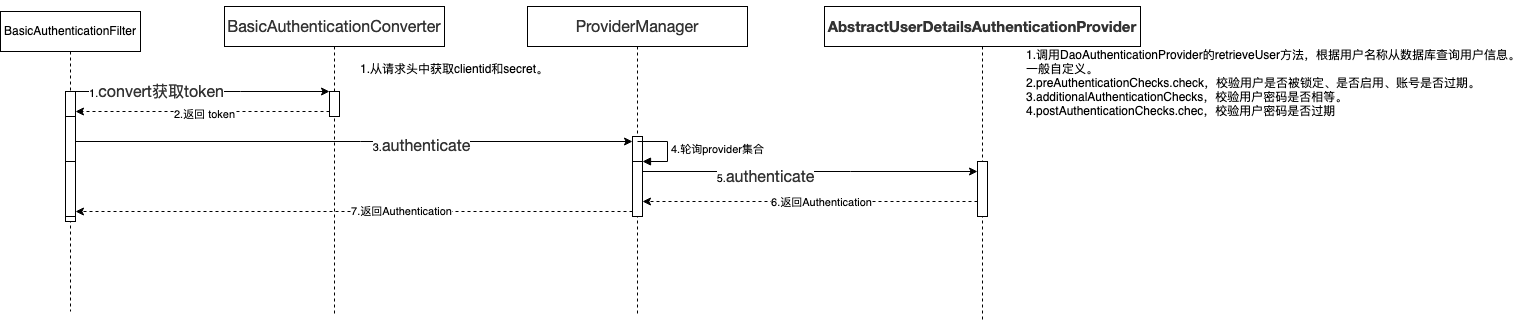 BasicAuthenticationFilter
BasicAuthenticationConverter
ProviderManager
AbstractUserDetailsAuthenticationProvider
1.从请求头中获取clientid和secret。
1.调用DaoAuthenticationProvider的retrieveUser方法，根据用户名称从数据库查询用户信息。
一般自定义。
2.preAuthenticationChecks.check，校验用户是否被锁定、是否启用、账号是否过期。
3.additionalAuthenticationChecks，校验用户密码是否相等。
4.postAuthenticationChecks.chec，校验用户密码是否过期
1.convert获取token
2.返回 token
3.authenticate
4.轮询provider集合
5.authenticate
6.返回Authentication
7.返回Authentication